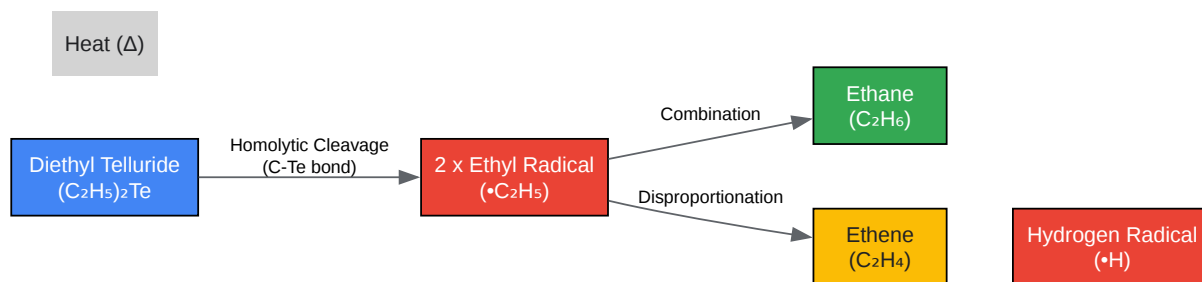 Heat (Δ)
Diethyl Telluride
(C₂H₅)₂Te
Homolytic Cleavage
(C-Te bond)
2 x Ethyl Radical
(•C₂H₅)
Combination
Ethane
(C₂H₆)
Disproportionation
Ethene
(C₂H₄)
Hydrogen Radical
(•H)